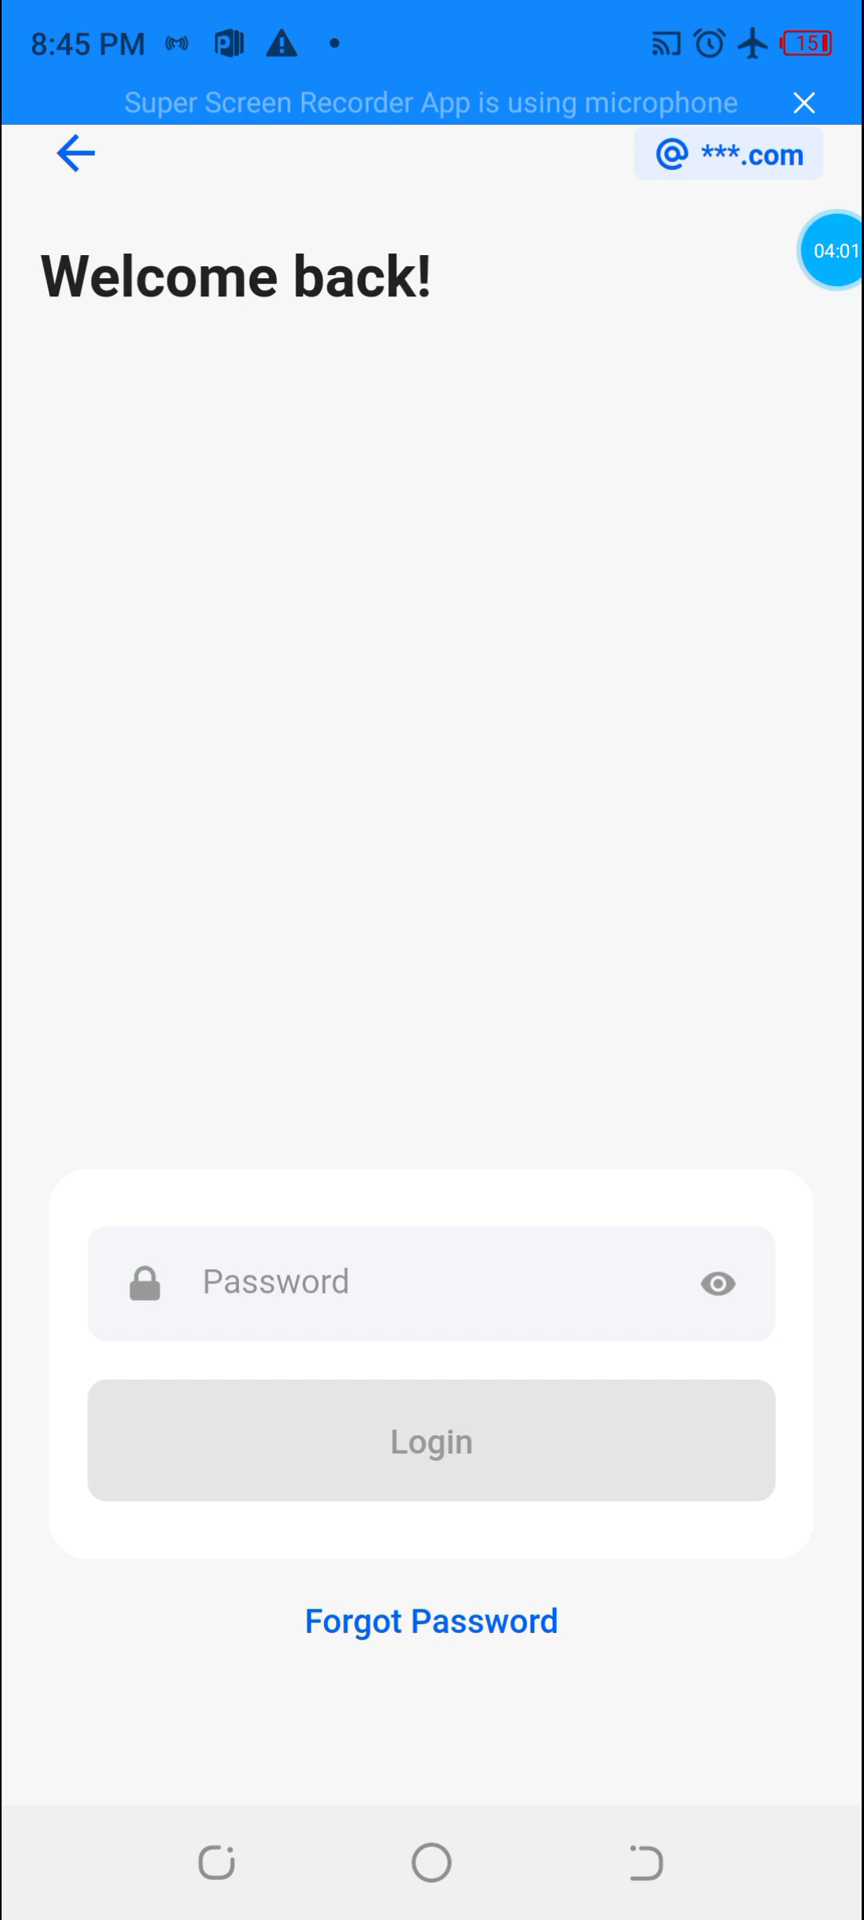 8:45 PM
15
Super Screen Recorder App is using microphone
@ ***.com
04:01
Welcome back!
Password
Login
Forgot Password